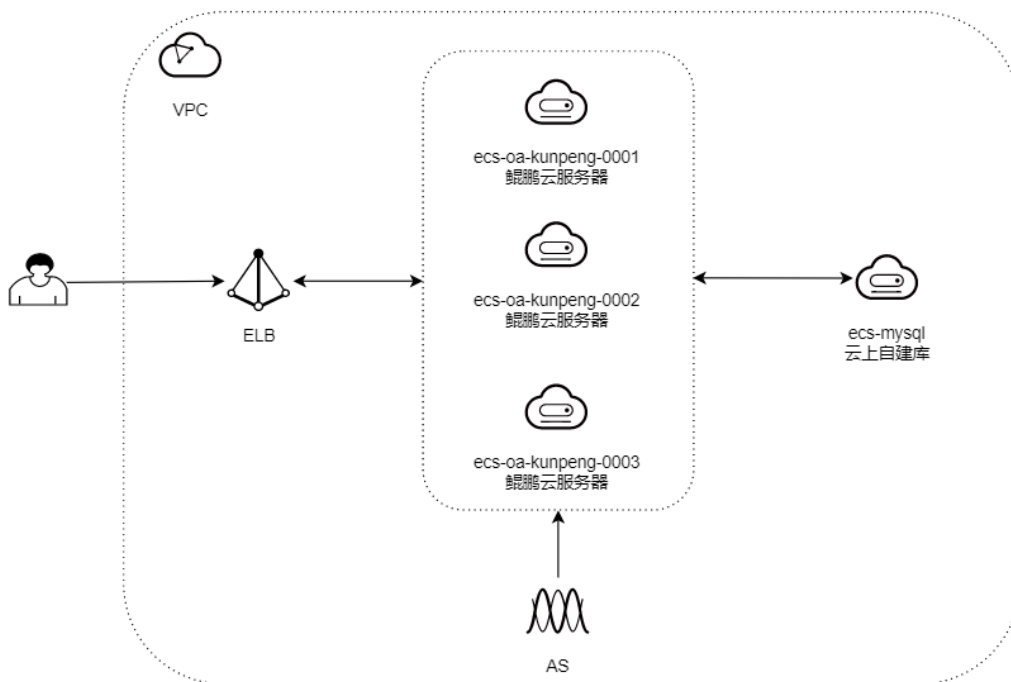 VPC
ecs-oa-kunpeng-0001
鲲鹏云服务器
ecs-oa-kunpeng-0002
鲲鹏云服务器
ELB
ecs-mysql
云上自建库
ecs-oa-kunpeng-0003
鲲鹏云服务器
AS